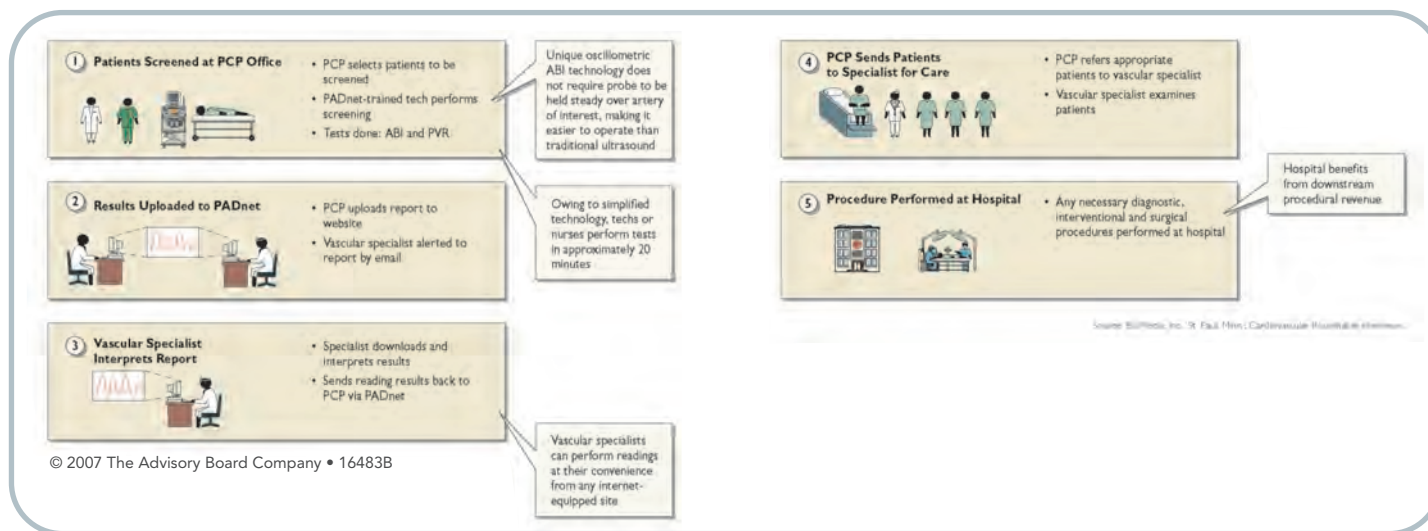 1 Patients Screened at PCP Office
• PCP selects patients to be
screened
• PADnet-trained tech performs
screening
• Tests done: ABI and PVR
Unique oscillometric
ABI technology does
not require probe to be
held steady over artery
of interest, making it
easier to operate than
traditional ultrasound
2 Results Uploaded to PADnet
• PCP uploads report to
website
• Vascular specialist alerted to
report by email
Owing to simplified
technology, techs or
nurses perform tests
in approximately 20
minutes
3 Vascular Specialist
Interprets Report
• Specialist downloads and
interprets results
• Sends reading results back to
PCP via PADnet
Vascular specialists
can perform readings
at their convenience
from any internet-
equipped site
© 2007 The Advisory Board Company • 16483B
4 PCP Sends Patients
to Specialist for Care
• PCP refers appropriate
patients to vascular specialist
• Vascular specialist examines
patients
5 Procedure Performed at Hospital
• Any necessary diagnostic,
interventional and surgical
procedures performed at hospital
Hospital benefits
from downstream
procedural revenue
Source: Inc., St. Paul, Minn.; Cardiovascular Roundtable